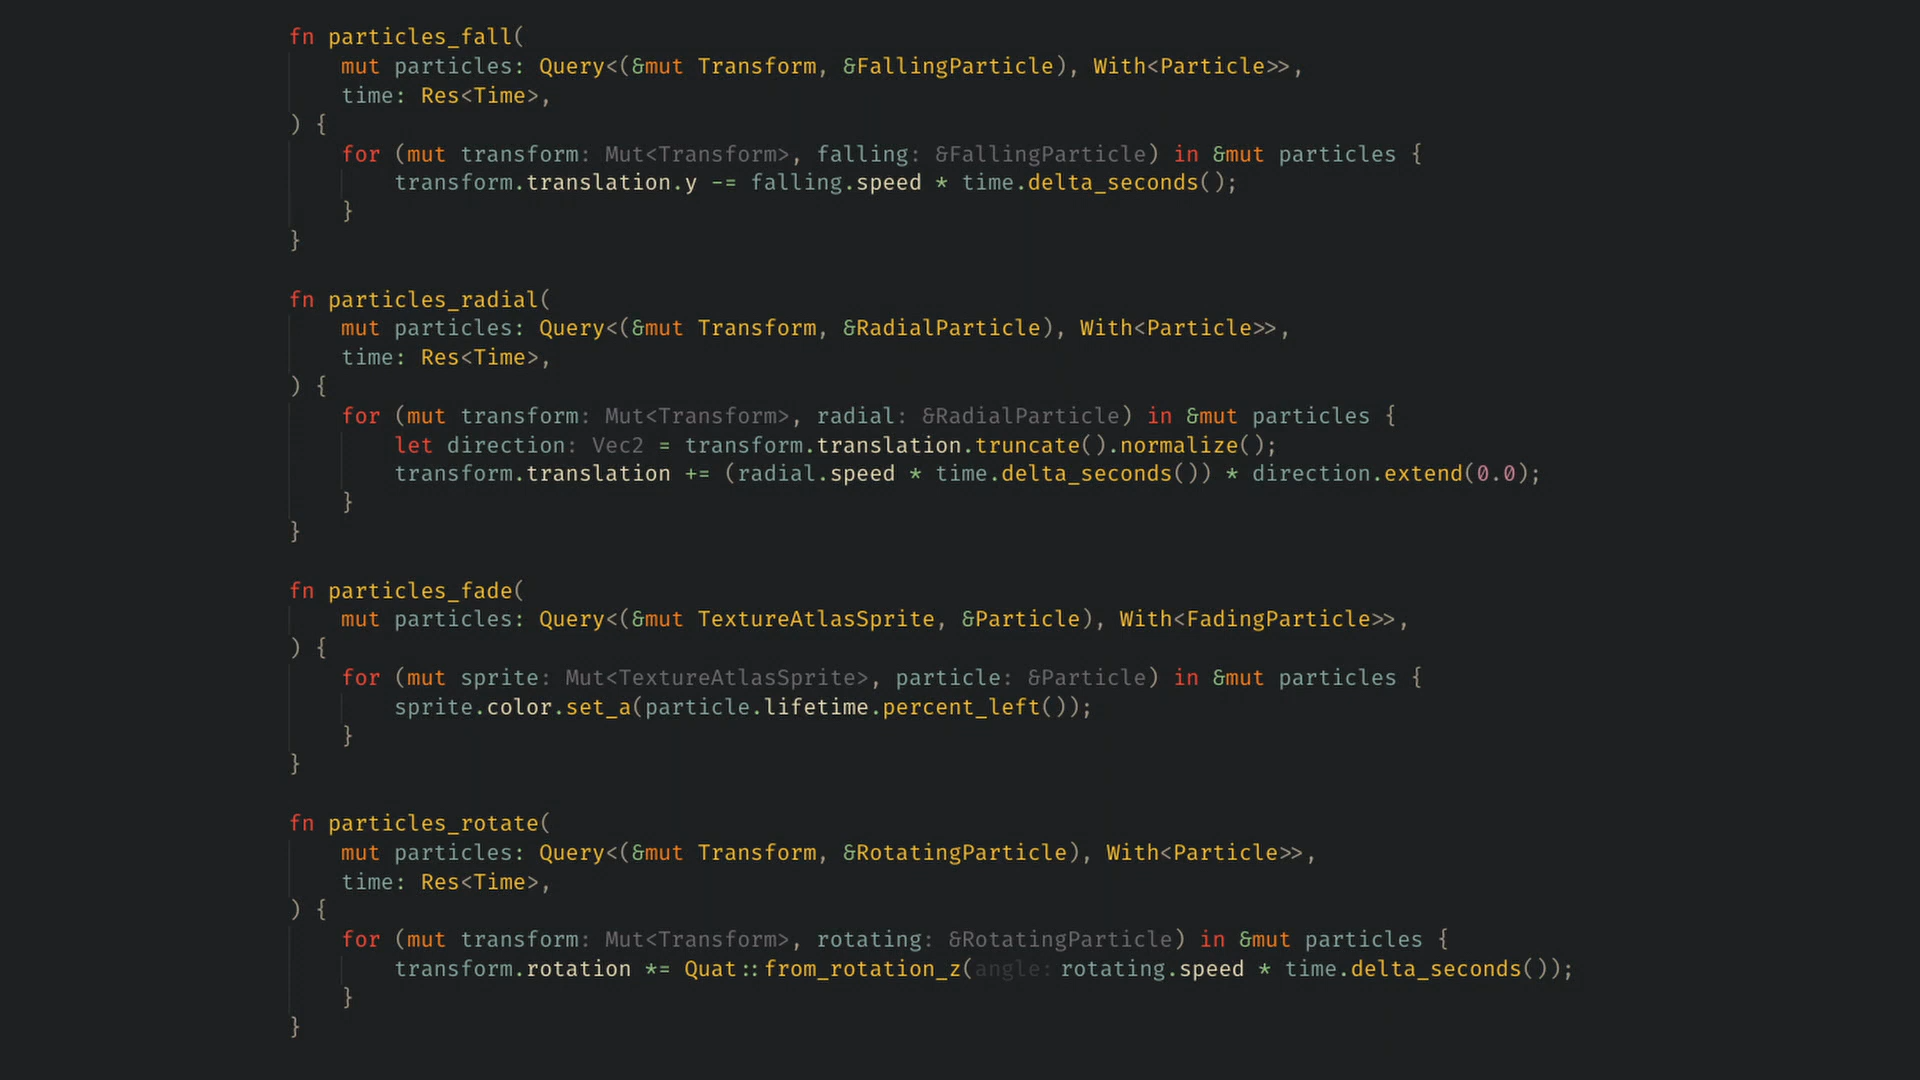 fn particles_fall(
    mut particles: Query<(&mut Transform, &FallingParticle), With<Particle>>,
    time: Res<Time>,
) {
    for (mut transform: Mut<Transform>, falling: &FallingParticle) in &mut particles {
        transform.translation.y -= falling.speed * time.delta_seconds();
    }
}

fn particles_radial(
    mut particles: Query<(&mut Transform, &RadialParticle), With<Particle>>,
    time: Res<Time>,
) {
    for (mut transform: Mut<Transform>, radial: &RadialParticle) in &mut particles {
        let direction: Vec2 = transform.translation.truncate().normalize();
        transform.translation += (radial.speed * time.delta_seconds()) * direction.extend(0.0);
    }
}

fn particles_fade(
    mut particles: Query<(&mut TextureAtlasSprite, &Particle), With<FadingParticle>>,
) {
    for (mut sprite: Mut<TextureAtlasSprite>, particle: &Particle) in &mut particles {
        sprite.color.set_a(particle.lifetime.percent_left());
    }
}

fn particles_rotate(
    mut particles: Query<(&mut Transform, &RotatingParticle), With<Particle>>,
    time: Res<Time>,
) {
    for (mut transform: Mut<Transform>, rotating: &RotatingParticle) in &mut particles {
        transform.rotation *= Quat::from_rotation_z(angle: rotating.speed * time.delta_seconds());
    }
}